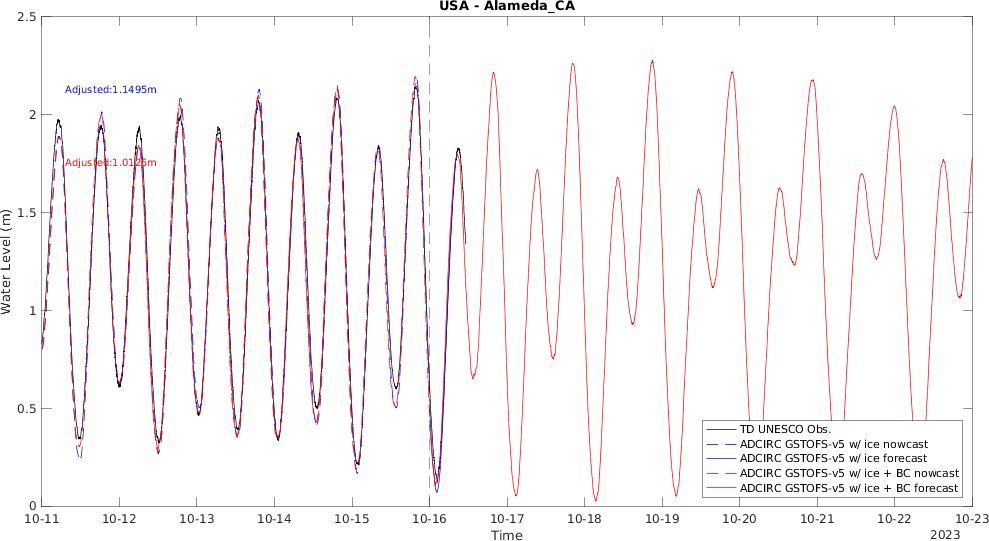 USA - Alameda_CA
2.5
2
1.5
1
0.5
0
Water Level (m)
Adjusted:1.1495m
Adjusted:1.0125m
TD UNESCO Obs.
ADCIRC GSTOFS-v5 w/ ice nowcast
ADCIRC GSTOFS-v5 w/ ice forecast
ADCIRC GSTOFS-v5 w/ ice + BC nowcast
ADCIRC GSTOFS-v5 w/ ice + BC forecast
10-11 10-12 10-13 10-14 10-15 10-16 10-17 10-18 10-19 10-20 10-21 10-22 10-23
Time
2023